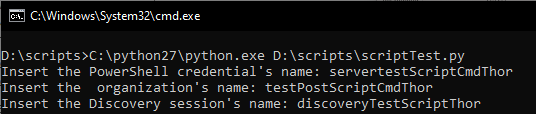 C:\Windows\System32\cmd.exe
D:\scripts>C:\python27\python.exe D:\scripts\scriptTest.py
Insert the PowerShell credential's name: servertestScriptCmdThor
Insert the  organization's name: testPostScriptCmdThor
Insert the Discovery session's name: discoveryTestScriptThor